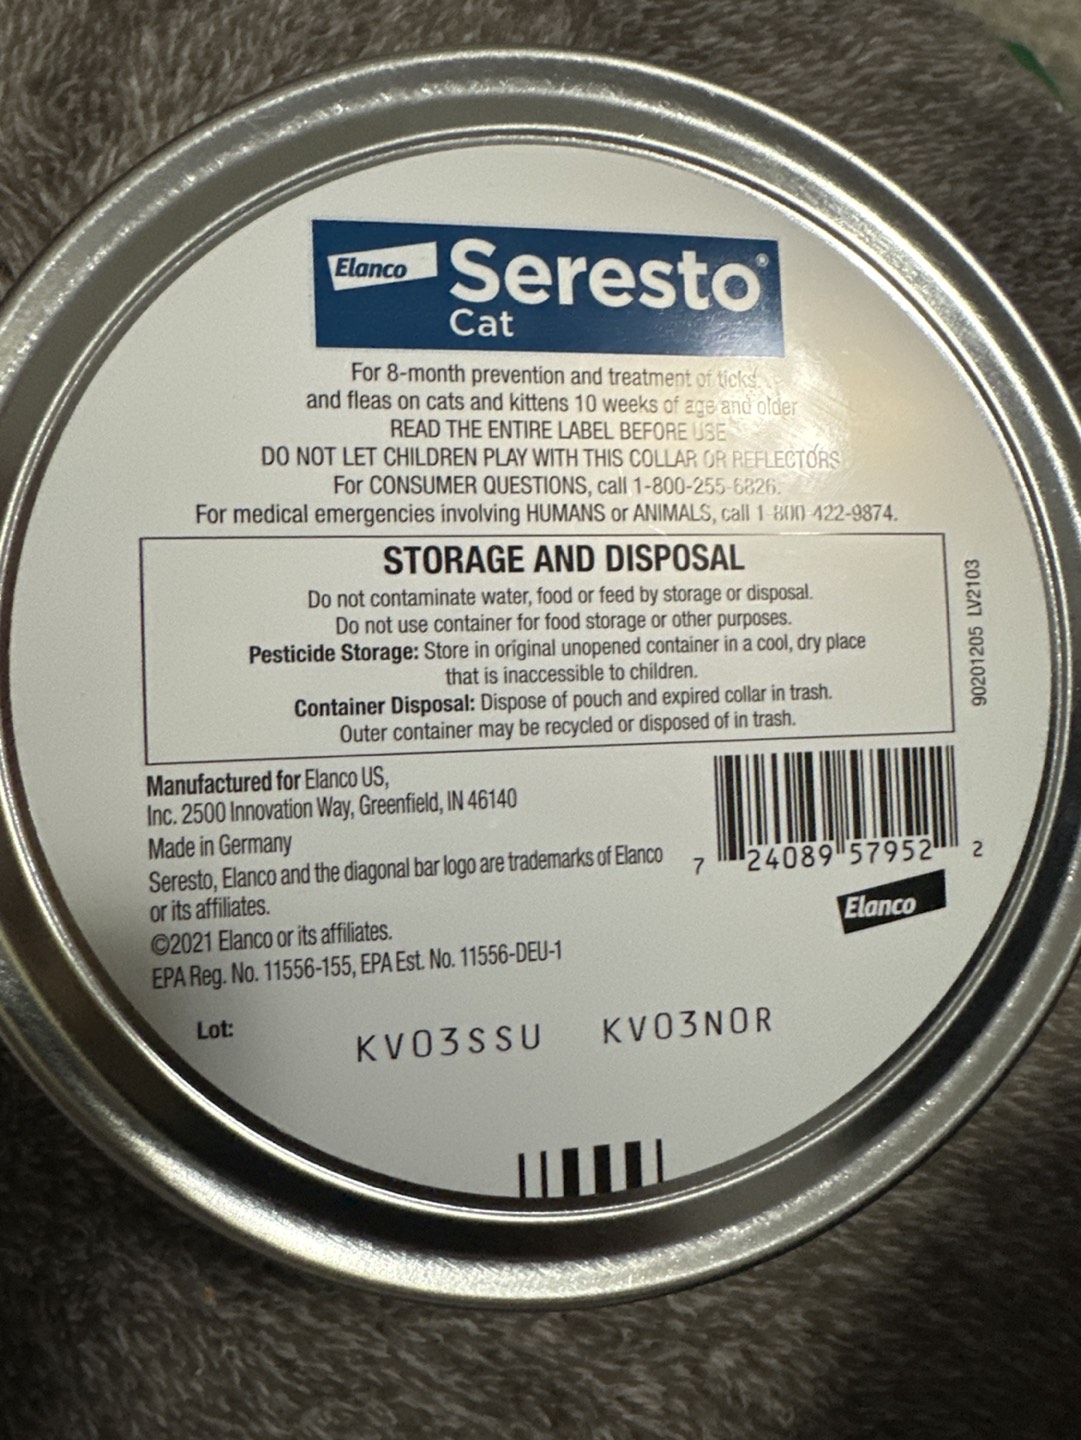 Elanco Seresto®
Cat
For 8-month prevention and treatment of ticks
and fleas on cats and kittens 10 weeks of age and older
READ THE ENTIRE LABEL BEFORE USE
DO NOT LET CHILDREN PLAY WITH THIS COLLAR OR REFLECTORS
For CONSUMER QUESTIONS, call 1-800-255-6826.
For medical emergencies involving HUMANS or ANIMALS, call 1-800-422-9874.
STORAGE AND DISPOSAL
Do not contaminate water, food or feed by storage or disposal.
Do not use container for food storage or other purposes.
Pesticide Storage: Store in original unopened container in a cool, dry place
that is inaccessible to children.
Container Disposal: Dispose of pouch and expired collar in trash.
Outer container may be recycled or disposed of in trash.
90201205 LV2103
Manufactured for Elanco US,
Inc. 2500 Innovation Way, Greenfield, IN 46140
Made in Germany
Seresto, Elanco and the diagonal bar logo are trademarks of Elanco
or its affiliates.
©2021 Elanco or its affiliates.
EPA Reg. No. 11556-155, EPA Est. No. 11556-DEU-1
7 24089 57952 2
Elanco
Lot: KV03SSU KV03NOR